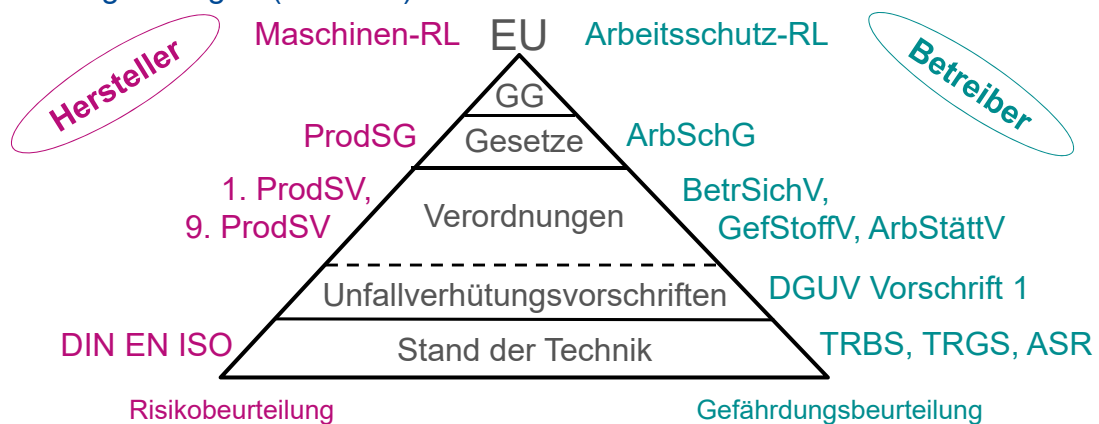 Hersteller
Maschinen-RL EU Arbeitsschutz-RL
Betreiber
GG
ProdSG Gesetze ArbSchG
1. ProdSV,
9. ProdSV
Verordnungen
BetrSichV,
GefStoffV, ArbStättV
Unfallverhütungsvorschriften DGUV Vorschrift 1
DIN EN ISO Stand der Technik TRBS, TRGS, ASR
Risikobeurteilung Gefährdungsbeurteilung